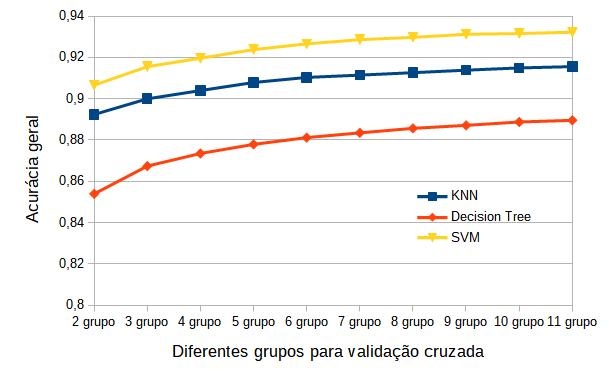 0,94
0,92
0,9
0,88
0,86
0,84
0,82
0,8
Acurácia geral
KNN
Decision Tree
SVM
2 grupo 3 grupo 4 grupo 5 grupo 6 grupo 7 grupo 8 grupo 9 grupo 10 grupo 11 grupo
Diferentes grupos para validação cruzada